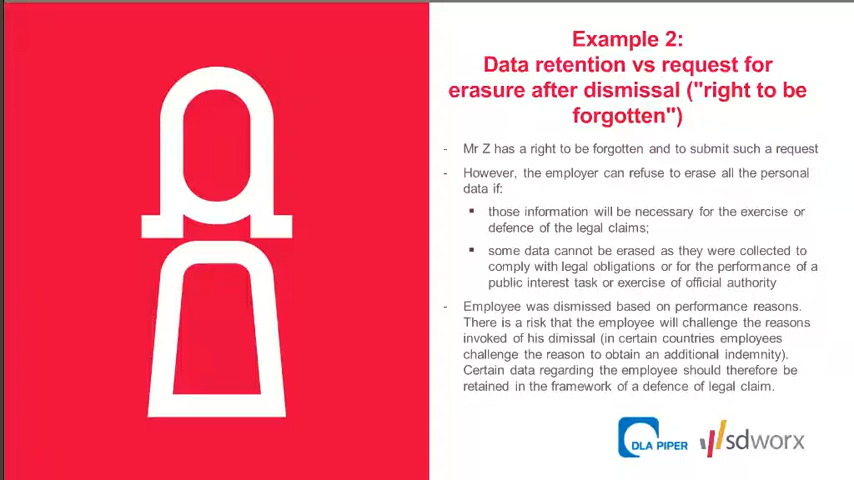 Example 2:
Data retention vs request for
erasure after dismissal ("right to be
forgotten")
- Mr Z has a right to be forgotten and to submit such a request
- However, the employer can refuse to erase all the personal
data if:
▪ those information will be necessary for the exercise or
defence of the legal claims;
▪ some data cannot be erased as they were collected to
comply with legal obligations or for the performance of a
public interest task or exercise of official authority
- Employee was dismissed based on performance reasons.
There is a risk that the employee will challenge the reasons
invoked of his dimissal (in certain countries employees
challenge the reason to obtain an additional indemnity).
Certain data regarding the employee should therefore be
retained in the framework of a defence of legal claim.
DLA PIPER sdworx